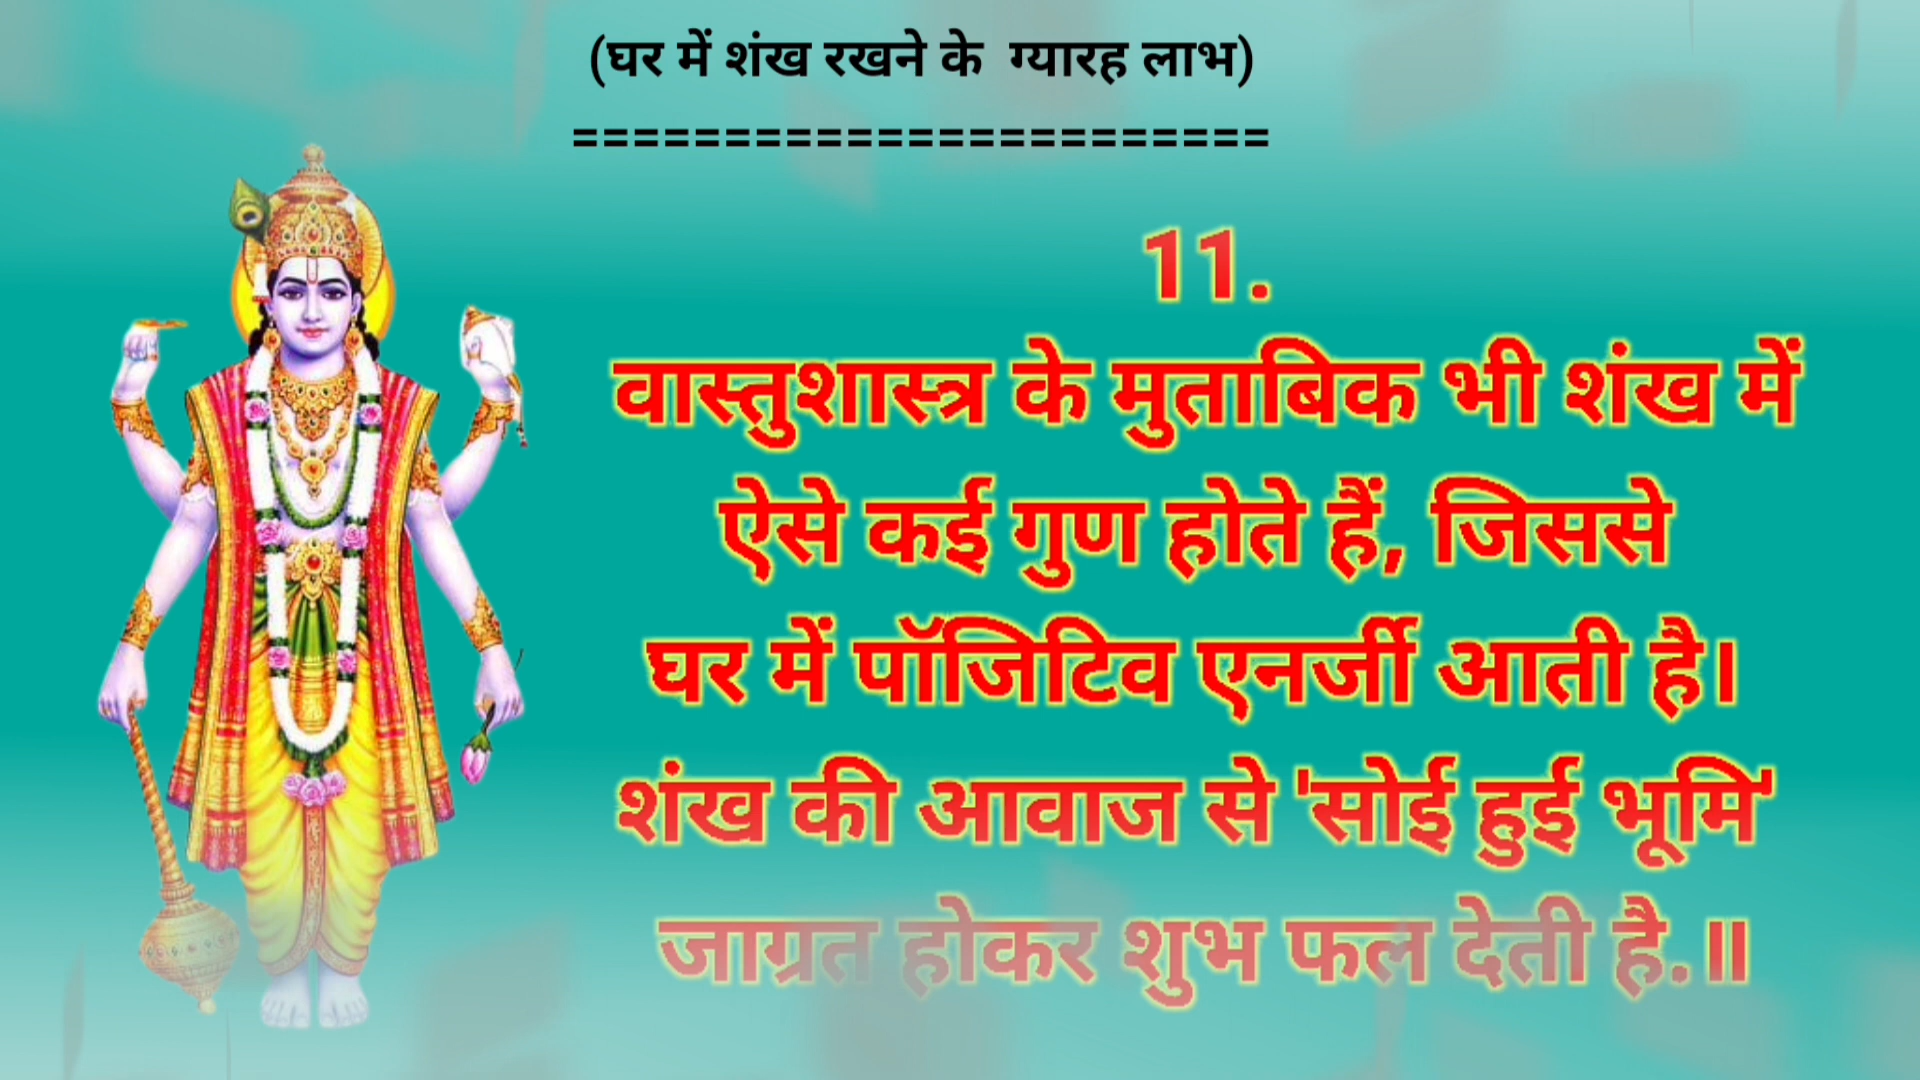 (घर में शंख रखने के ग्यारह लाभ)
=======================
11.
वास्तुशास्त्र के मुताबिक भी शंख में
ऐसे कई गुण होते हैं, जिससे
घर में पॉजिटिव एनर्जी आती है।
शंख की आवाज से 'सोई हुई भूमि'
जाग्रत होकर शुभ फल देती है.॥